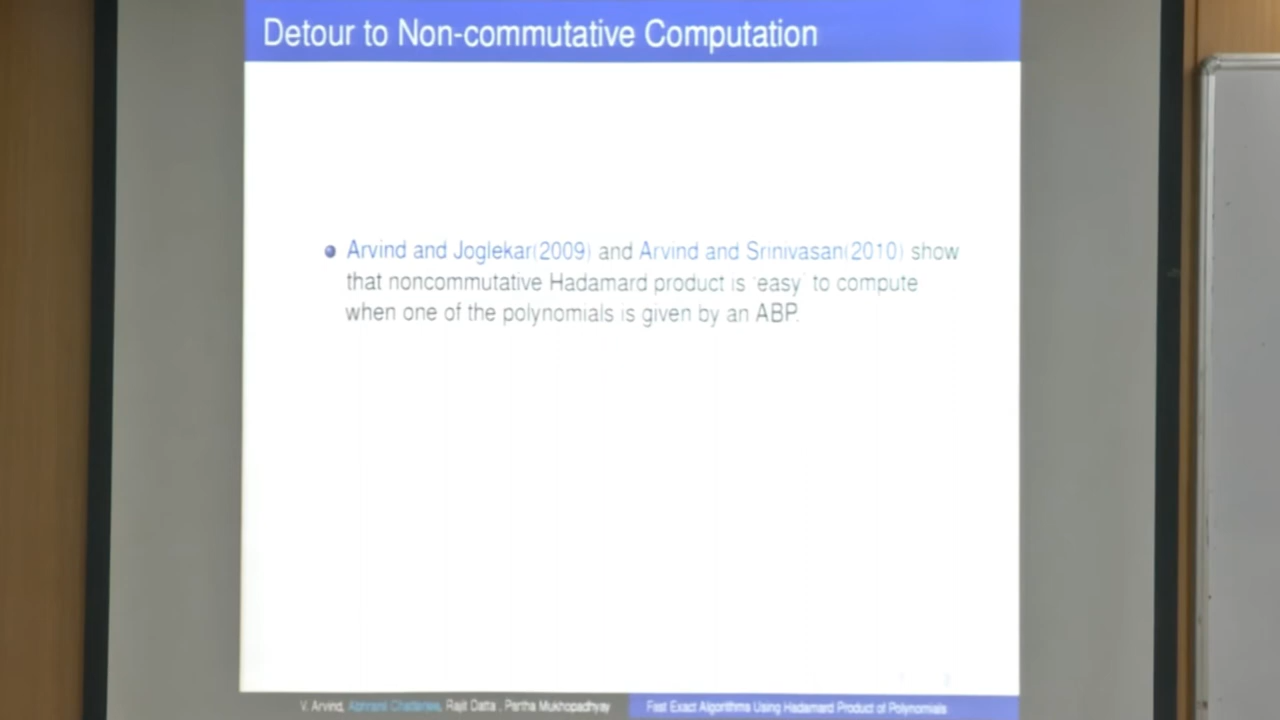 Detour to Non-commutative Computation
Arvind and Joglekar(2009) and Arvind and Srinivasan(2010) show
that noncommutative Hadamard product is 'easy' to compute
when one of the polynomials is given by an ABP.
V. Arvind, Abhranil Chatterjee, Rajit Datta , Partha Mukhopadhyay
Fast Exact Algorithms Using Hadamard Product of Polynomials